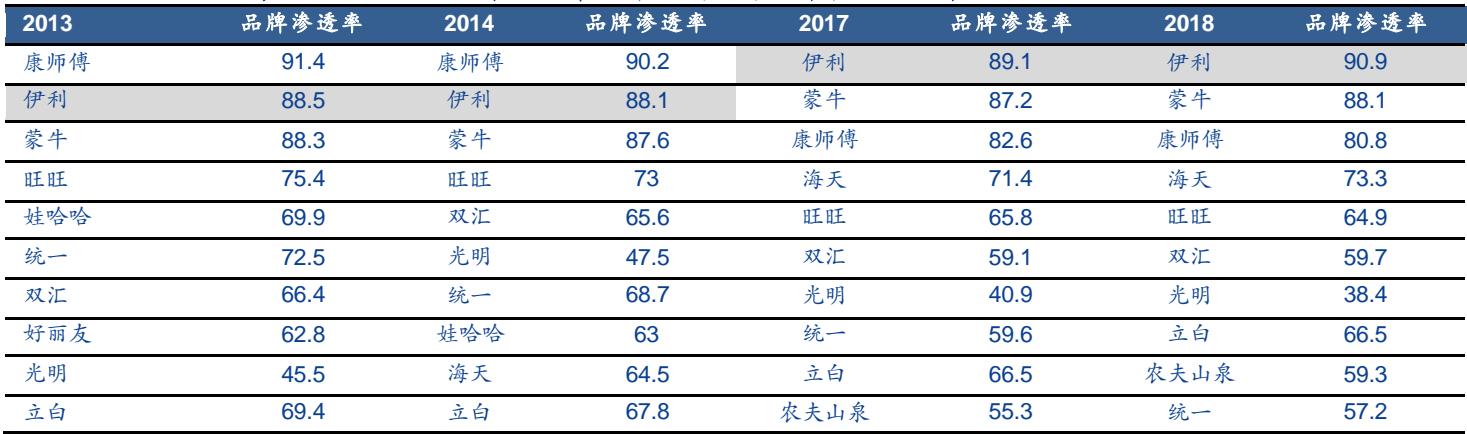 2013 品牌渗透率 2014 品牌渗透率 2017 品牌渗透率 2018 品牌渗透率
康师傅 91.4 康师傅 90.2 伊利 89.1 伊利 90.9
伊利 88.5 伊利 88.1 蒙牛 87.2 蒙牛 88.1
蒙牛 88.3 蒙牛 87.6 康师傅 82.6 康师傅 80.8
旺旺 75.4 旺旺 73 海天 71.4 海天 73.3
娃哈哈 69.9 双汇 65.6 旺旺 65.8 旺旺 64.9
统一 72.5 光明 47.5 双汇 59.1 双汇 59.7
双汇 66.4 统一 68.7 光明 40.9 光明 38.4
好丽友 62.8 娃哈哈 63 统一 59.6 立白 66.5
光明 45.5 海天 64.5 立白 66.5 农夫山泉 59.3
立白 69.4 立白 67.8 农夫山泉 55.3 统一 57.2